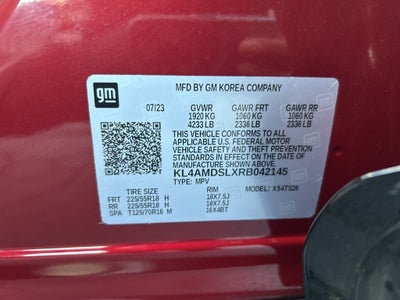 gm
MFD BY GM KOREA COMPANY
07/23 GVWR GAWR FRT GAWR RR
1920 KG 1060 KG 1060 KG
4233 LB 2336 LB 2336 LB
THIS VEHICLE CONFORMS TO ALL
APPLICABLE U.S. FEDERAL MOTOR
VEHICLE SAFETY AND THEFT PREVENTION
STANDARDS IN EFFECT ON THE DATE OF
MANUFACTURE SHOWN ABOVE.
KL4AMDSLXRB042145
TYPE: MPV MODEL: X54TS26
TIRE SIZE RIM
FRT 225/55R18 H 18X7.5J
RR 225/55R18 H 18X7.5J
SPA T125/70R16 M 16X4BT